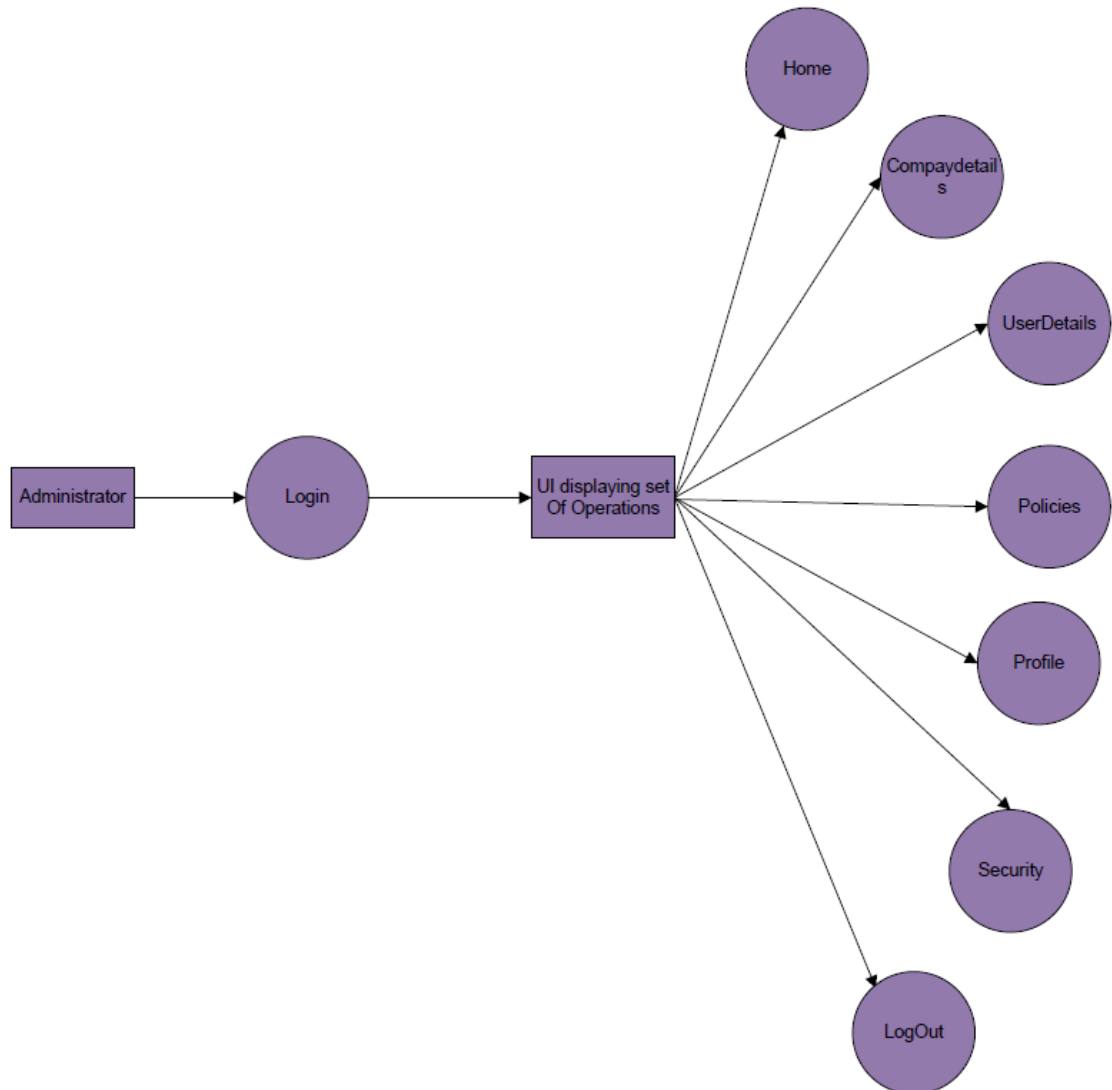 Home
Compaydetail
s
UserDetails
Administrator
Login
UI displaying set
Of Operations
Policies
Profile
Security
LogOut